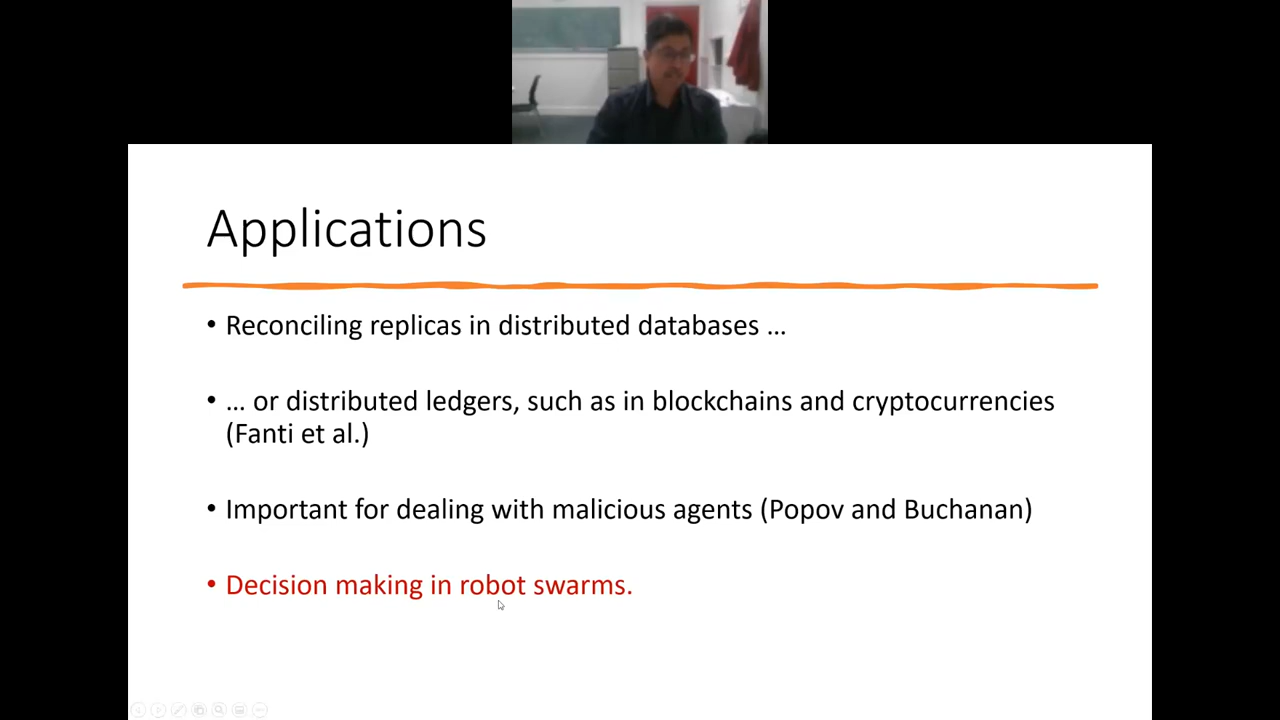 Applications
• Reconciling replicas in distributed databases …
• … or distributed ledgers, such as in blockchains and cryptocurrencies
(Fanti et al.)
• Important for dealing with malicious agents (Popov and Buchanan)
• Decision making in robot swarms.